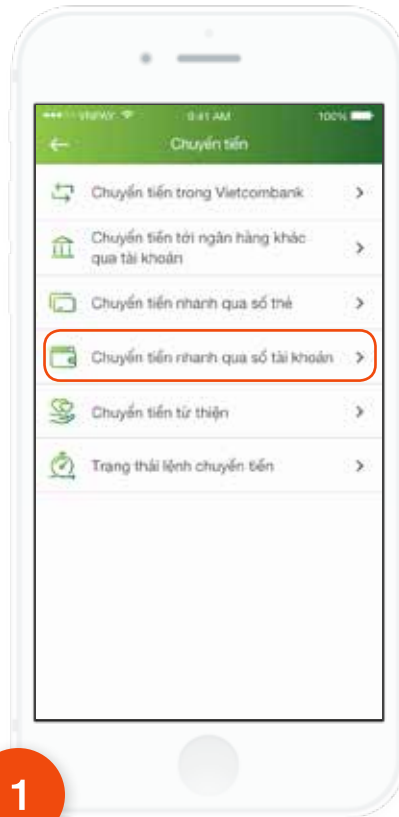 VNPAY 9:41 AM 100%
Chuyển tiền
Chuyển tiền trong Vietcombank
Chuyển tiền tới ngân hàng khác
qua tài khoản
Chuyển tiền nhanh qua số thẻ
Chuyển tiền nhanh qua số tài khoản
Chuyển tiền từ thiện
Trạng thái lệnh chuyển tiền
1